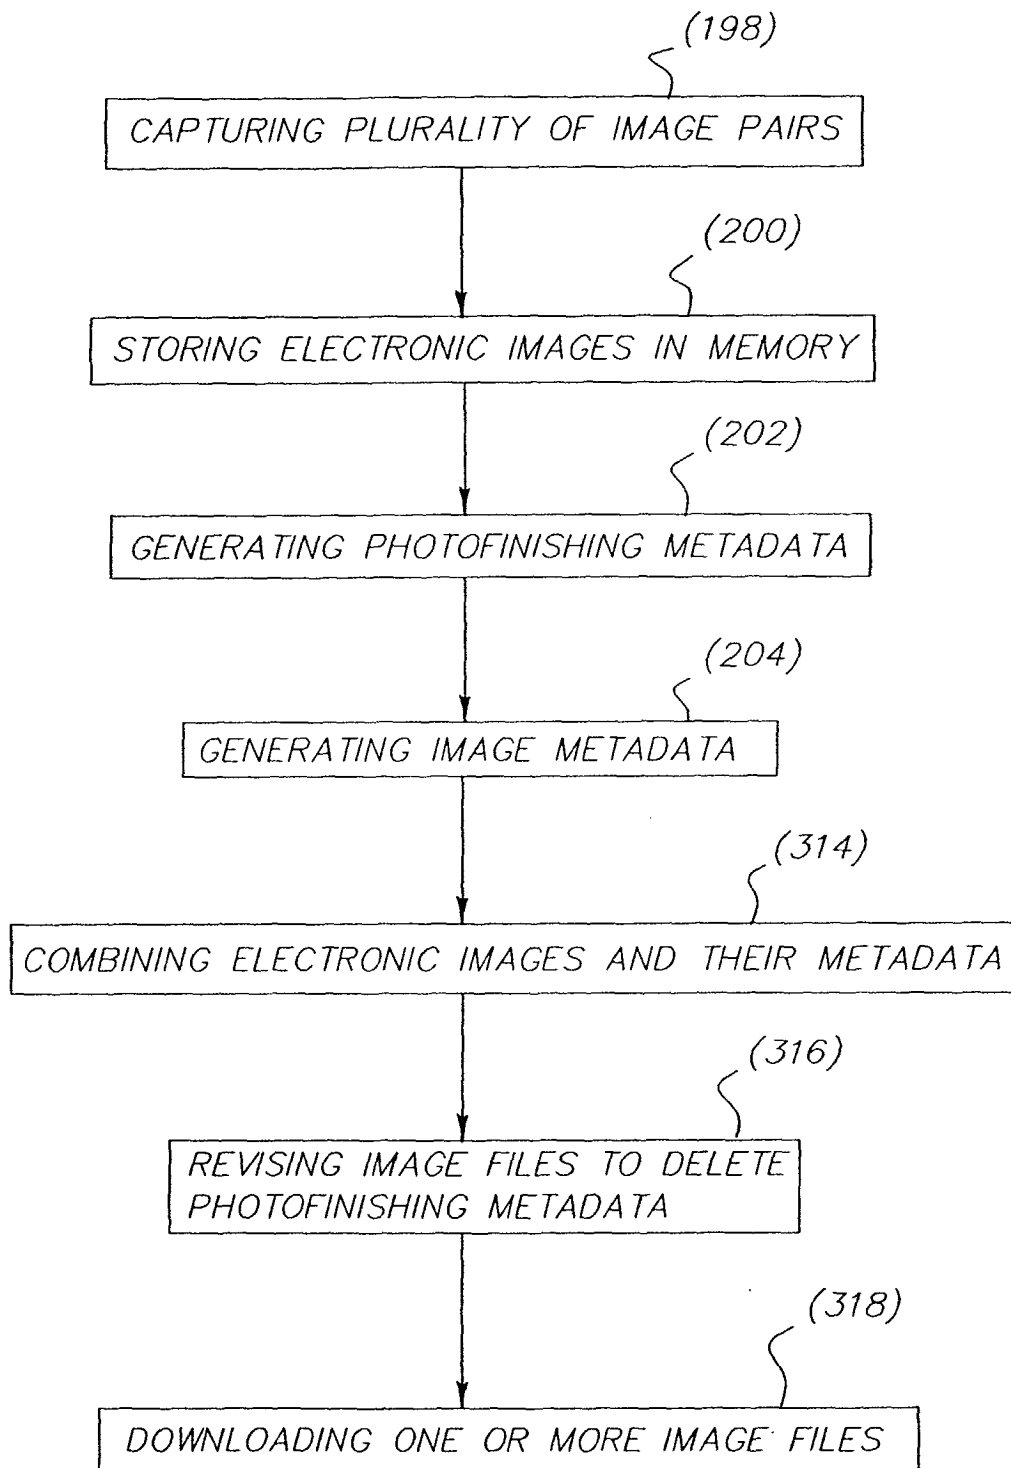 (198)
CAPTURING PLURALITY OF IMAGE PAIRS
(200)
STORING ELECTRONIC IMAGES IN MEMORY
(202)
GENERATING PHOTOFINISHING METADATA
(204)
GENERATING IMAGE METADATA
(314)
COMBINING ELECTRONIC IMAGES AND THEIR METADATA
(316)
REVISING IMAGE FILES TO DELETE
PHOTOFINISHING METADATA
(318)
DOWNLOADING ONE OR MORE IMAGE FILES